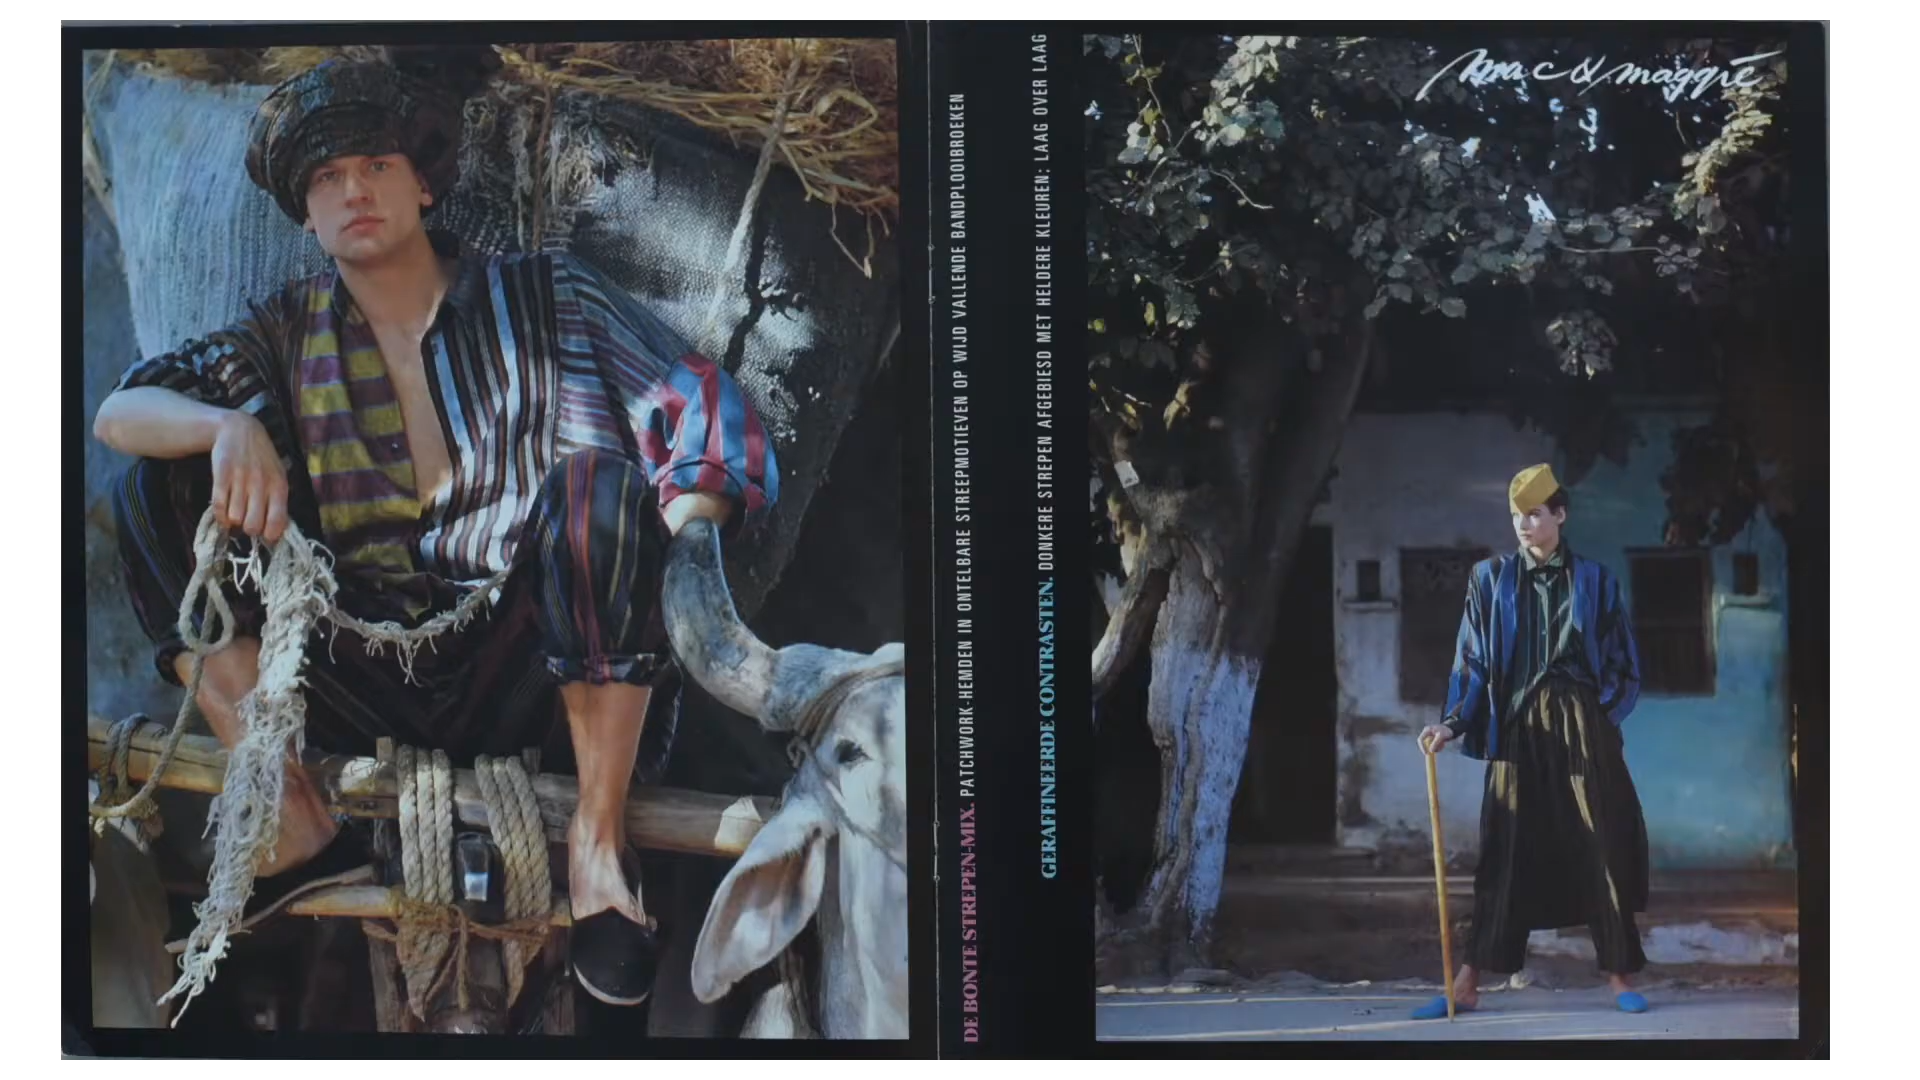 DE BONTE STREPEN-MIX. PATCHWORK-HEMDEN IN ONTELBARE STREEPMOTIEVEN OP WIJD VALLENDE BANDPLOOIBROEKEN
GERAFFINEERDE CONTRASTEN. DONKERE STREPEN AFGEBIESD MET HELDERE KLEUREN; LAAG OVER LAAG
mac & maggie